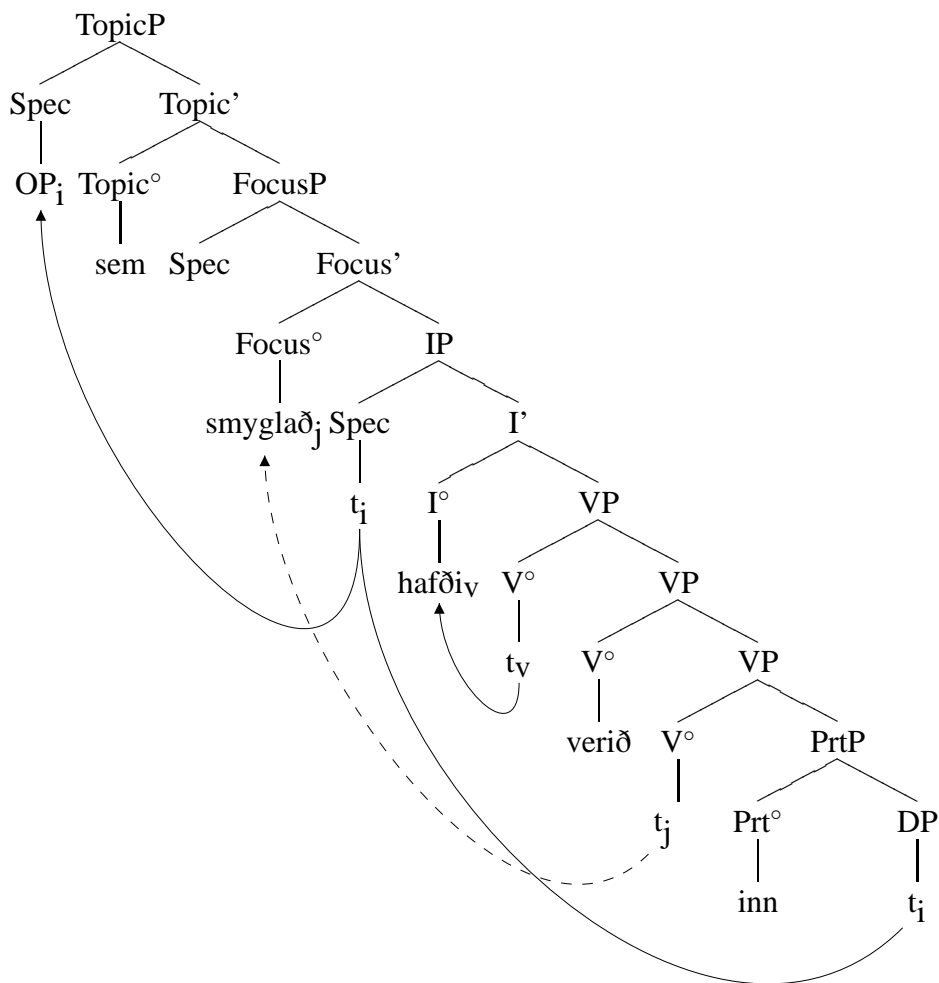 TopicP
Spec Topic’
OPi Topic° FocusP
sem Spec Focus’
Focus° IP
smyglaðj Spec I’
ti I° VP
hafðiv V° VP
tv V° VP
verið V° PrtP
tj Prt° DP
inn ti